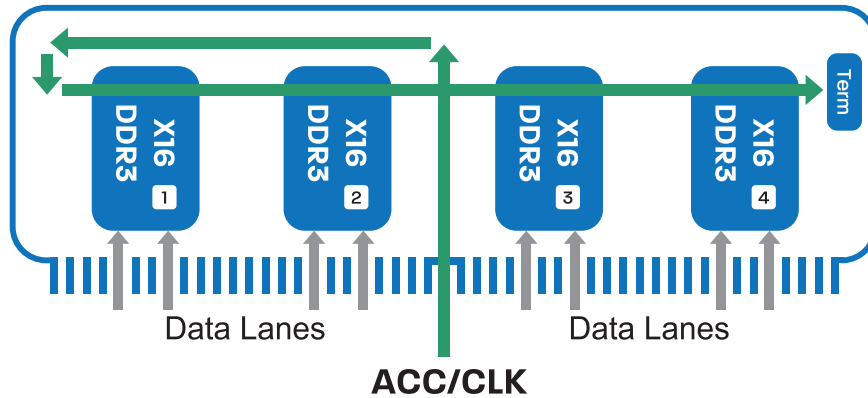 X16
DDR3
1
X16
DDR3
2
X16
DDR3
3
X16
DDR3
4
Term
Data Lanes
Data Lanes
ACC/CLK